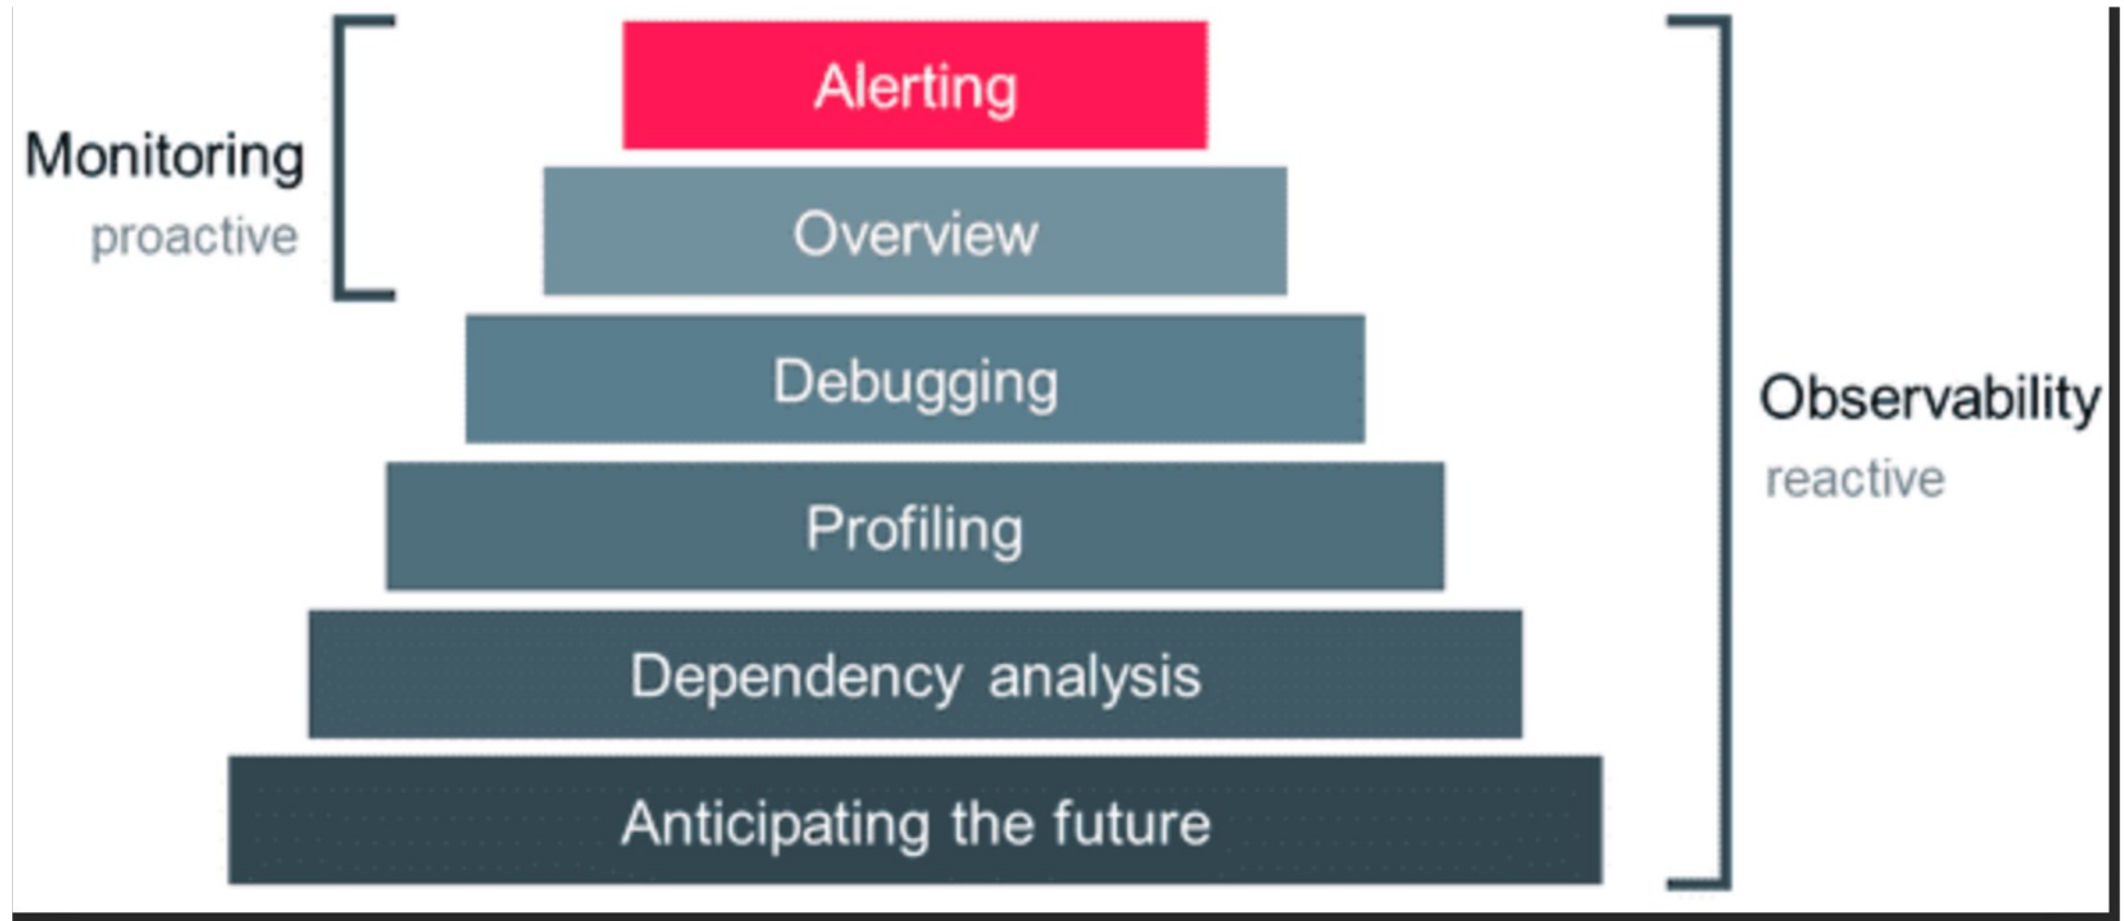 Alerting
Monitoring
proactive
Overview
Debugging
Observability
reactive
Profiling
Dependency analysis
Anticipating the future